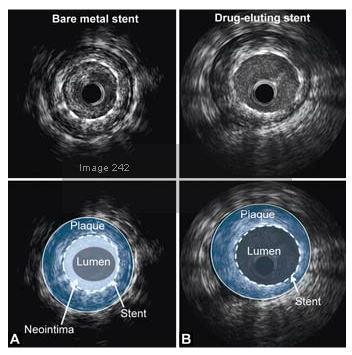 Bare metal stent
Drug-eluting stent
Image 242
Plaque
Lumen
Stent
Neointima
A
Plaque
Lumen
Stent
B